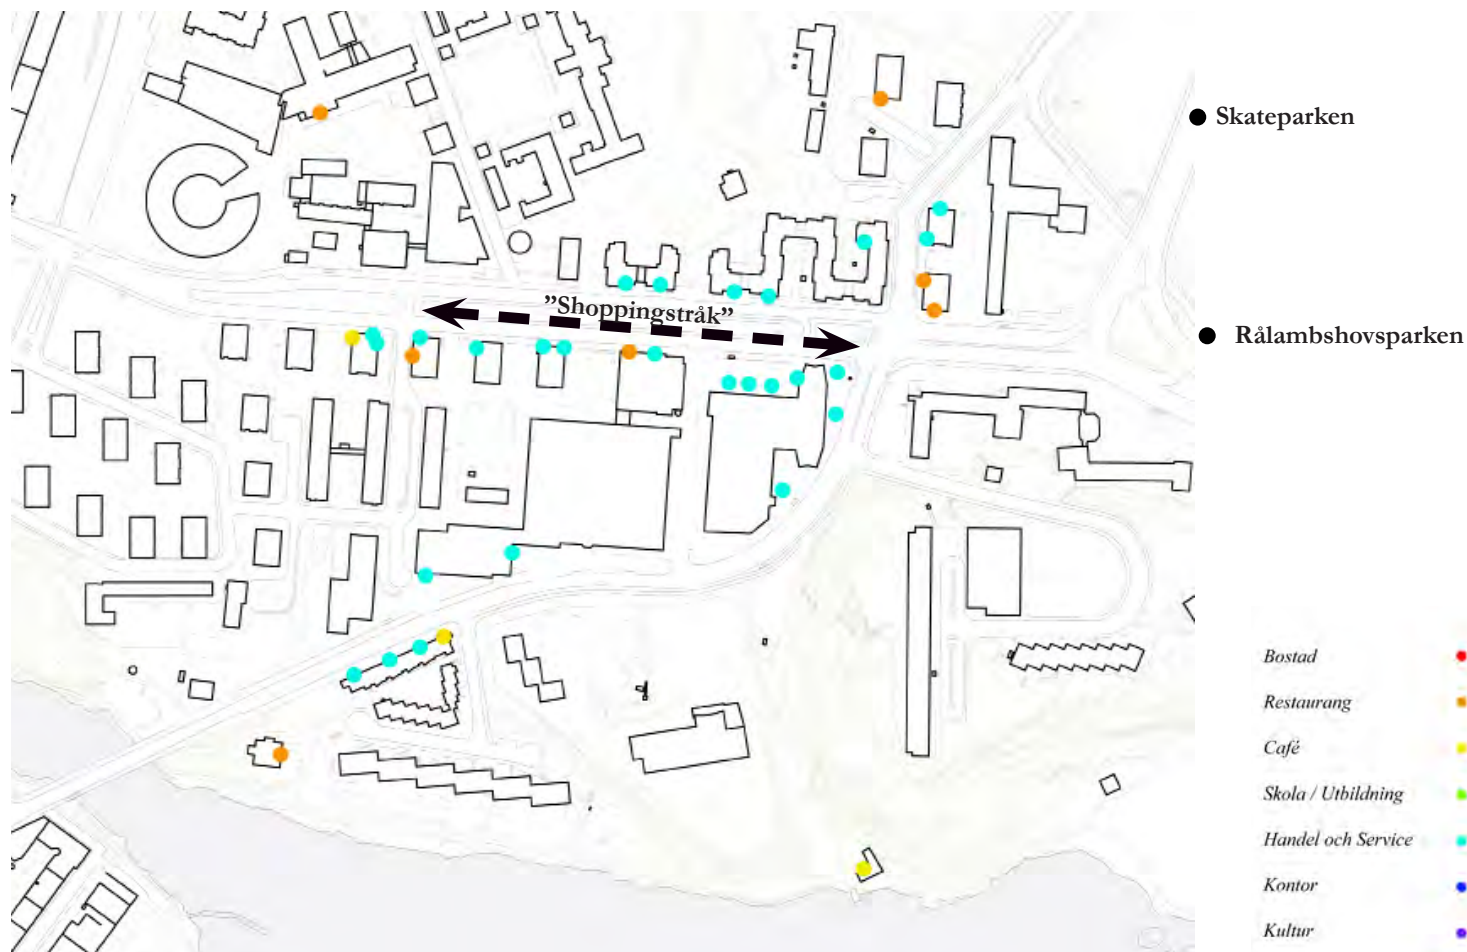 Skateparken
”Shoppingstråk”
Rålambshovsparken
Bostad
Restaurang
Café
Skola / Utbildning
Handel och Service
Kontor
Kultur